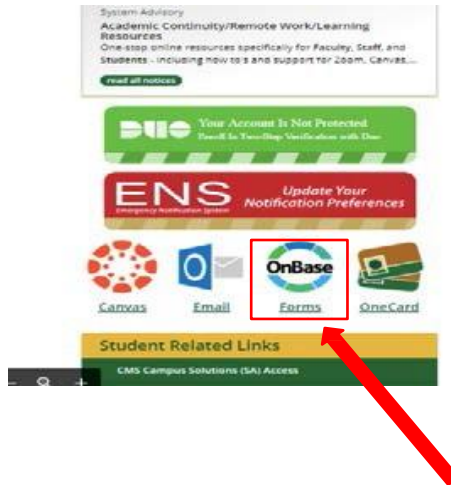 System Advisory
Academic Continuity/Remote Work/Learning
Resources
One-stop online resources specifically for Faculty, Staff, and
Students - including how to's and support for Zoom, Canvas,...
read all notices
DUO Your Account Is Not Protected
Enroll In Two-Step Verification with Duo
ENS Update Your
Emergency Notification System Notification Preferences
OnBase
Canvas Email Forms OneCard
Student Related Links
CMS Campus Solutions (SA) Access